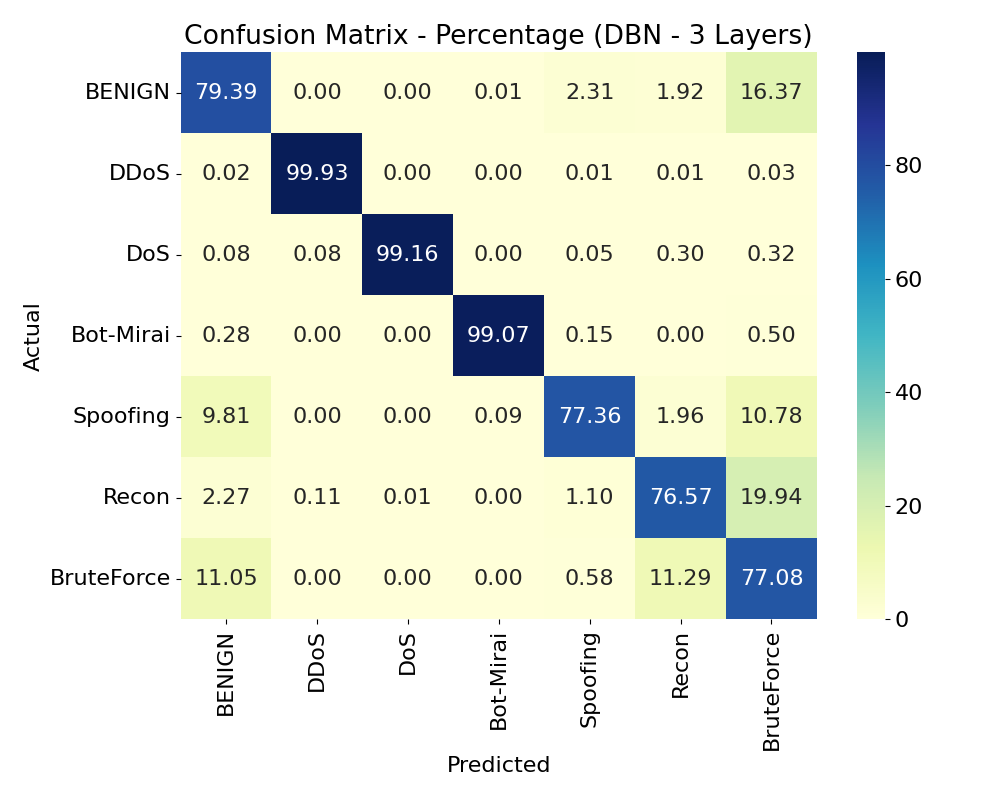 Confusion Matrix - Percentage (DBN - 3 Layers)
BENIGN 79.39 0.00 0.00 0.01 2.31 1.92 16.37
DDoS 0.02 99.93 0.00 0.00 0.01 0.01 0.03
DoS 0.08 0.08 99.16 0.00 0.05 0.30 0.32
Bot-Mirai 0.28 0.00 0.00 99.07 0.15 0.00 0.50
Spoofing 9.81 0.00 0.00 0.09 77.36 1.96 10.78
Recon 2.27 0.11 0.01 0.00 1.10 76.57 19.94
BruteForce 11.05 0.00 0.00 0.00 0.58 11.29 77.08
Actual
BENIGN DDoS DoS Bot-Mirai Spoofing Recon BruteForce
Predicted
80
60
40
20
0